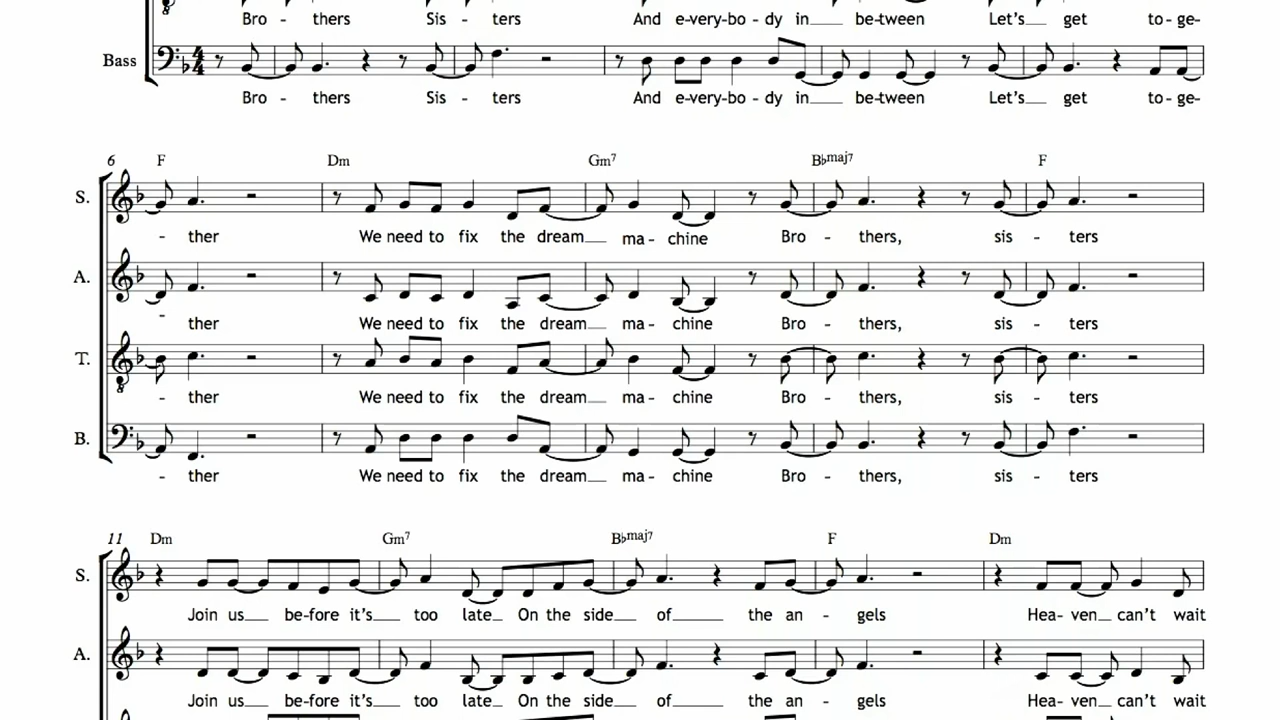 Bro - thers Sis - ters And e-very-bo - dy in__ be-tween Let's__ get to-ge-
Bass
Bro - thers Sis - ters And e-very-bo - dy in__ be-tween Let's__ get to-ge-
6 F Dm Gm7 B♭maj7 F
S.
- ther We need to fix the dream__ ma- chine Bro - thers, sis - ters
A.
- ther We need to fix the dream__ ma- chine Bro - thers, sis - ters
T.
- ther We need to fix the dream__ ma- chine Bro - thers, sis - ters
B.
- ther We need to fix the dream__ ma- chine Bro - thers, sis - ters
11 Dm Gm7 B♭maj7 F Dm
S.
Join us__ be-fore it's__ too late_ On the side__ of____ the an - gels Hea- ven__ can't wait
A.
Join us__ be-fore it's__ too late_ On the side__ of____ the an - gels Hea- ven__ can't wait